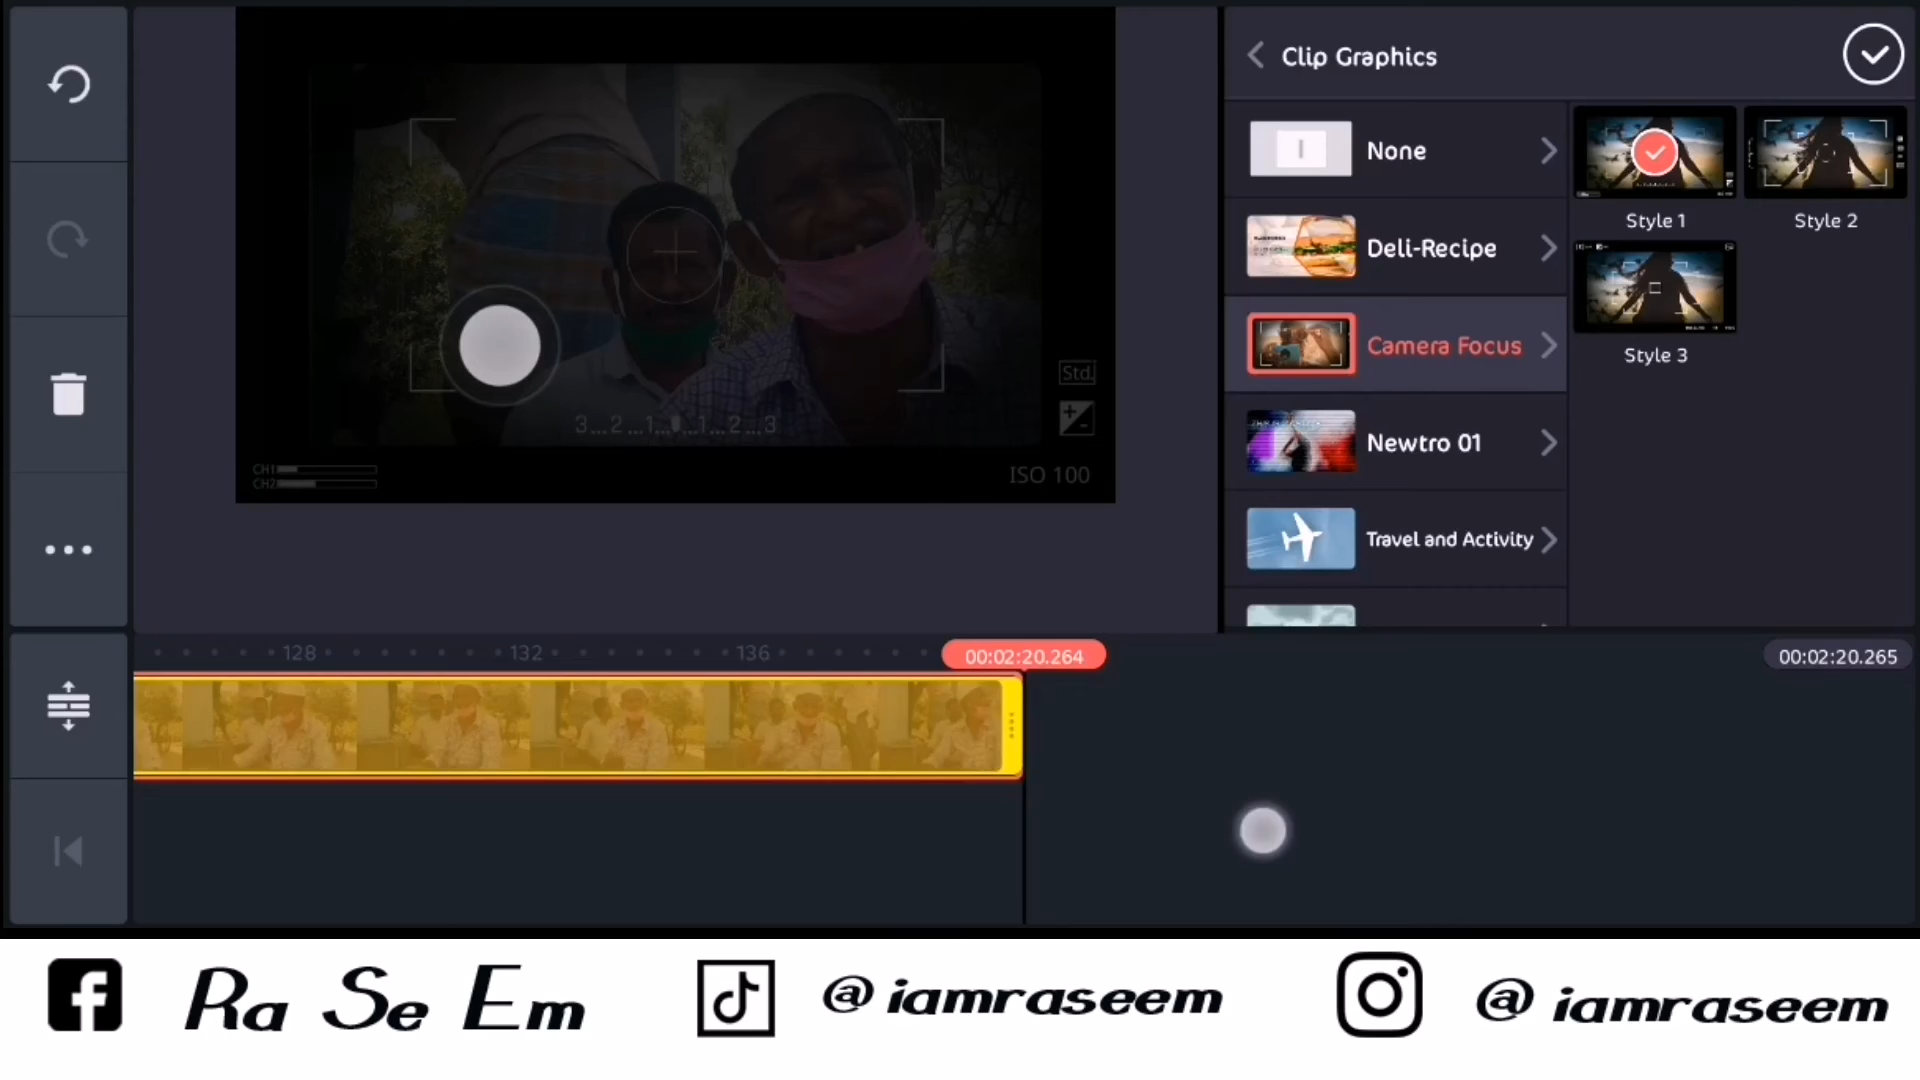 Clip Graphics
None
Deli-Recipe
Camera Focus
Newtro 01
Travel and Activity
Style 1
Style 2
Style 3
Std.
3...2...1...1...2...3
CH1
CH2
ISO 100
128
132
136
00:02:20.264
00:02:20.265
Ra Se Em
@iamraseem
@iamraseem